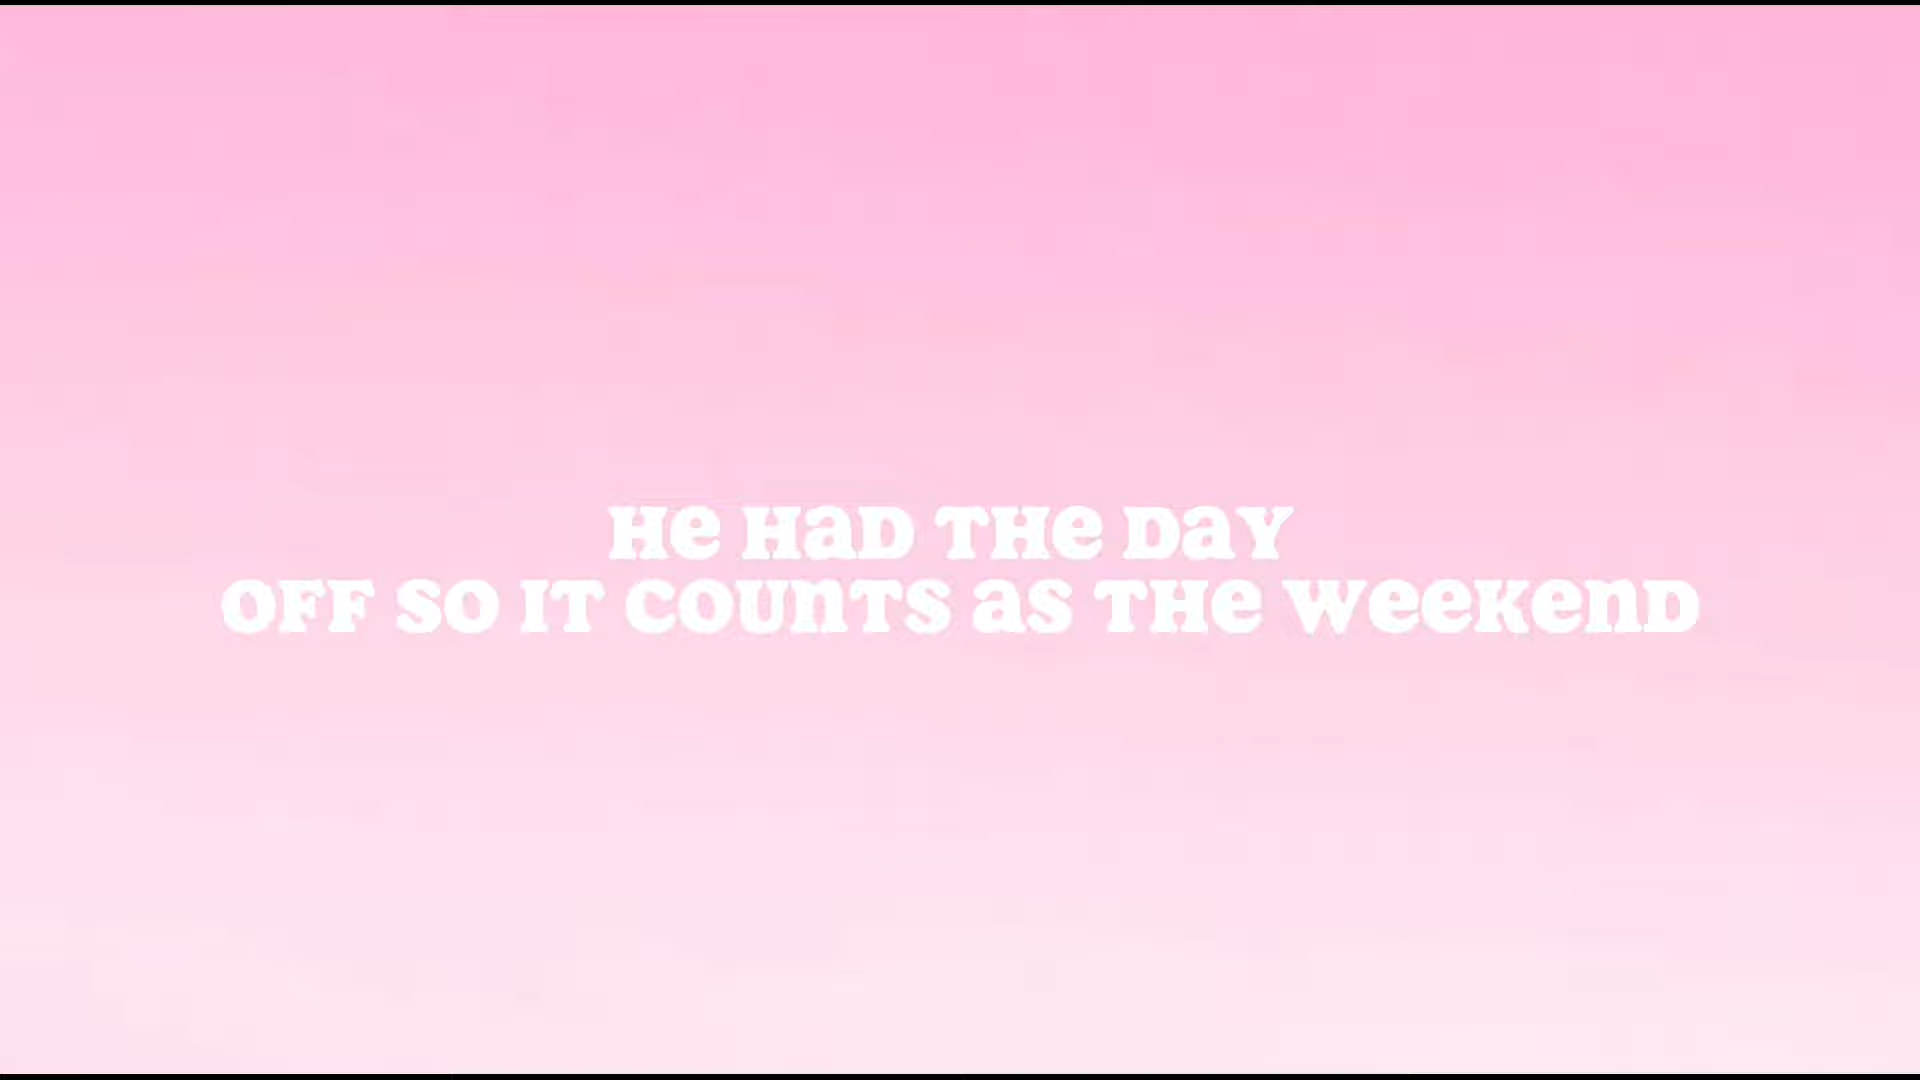 He HaD THe DaY
OFF SO IT COUnTS aS THe WeeKenD